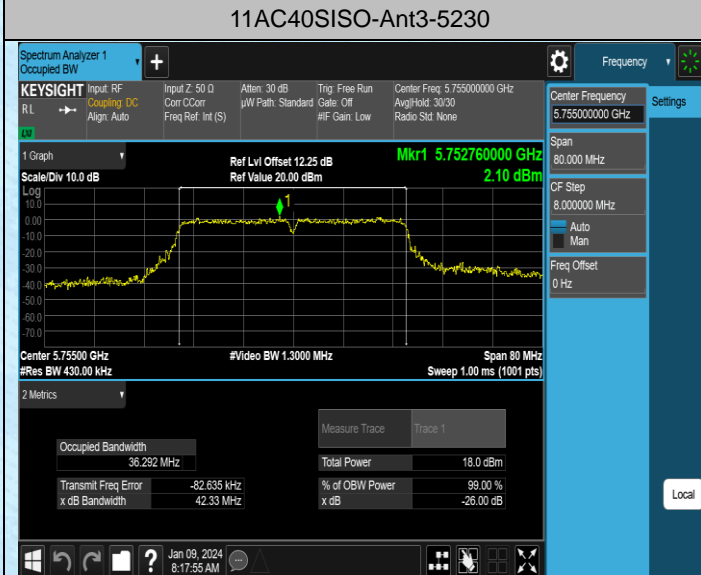 11AC40SISO-Ant3-5230
Spectrum Analyzer 1
Occupied BW
Frequency
KEYSIGHT
RL
LXI
Input: RF
Coupling: DC
Align: Auto
Input Z: 50 Ω
Corr CCorr
Freq Ref: Int (S)
Atten: 30 dB
µW Path: Standard
Trig: Free Run
Gate: Off
#IF Gain: Low
Center Freq: 5.755000000 GHz
Avg|Hold: 30/30
Radio Std: None
Center Frequency
5.755000000 GHz
Settings
Span
80.000 MHz
CF Step
8.000000 MHz
Auto
Man
Freq Offset
0 Hz
1 Graph
Scale/Div 10.0 dB
Ref Lvl Offset 12.25 dB
Ref Value 20.00 dBm
Mkr1 5.752760000 GHz
2.10 dBm
Log
10.0
0.00
-10.0
-20.0
-30.0
-40.0
-50.0
-60.0
-70.0
1
Center 5.75500 GHz
#Res BW 430.00 kHz
#Video BW 1.3000 MHz
Span 80 MHz
Sweep 1.00 ms (1001 pts)
2 Metrics
Measure Trace Trace 1
Occupied Bandwidth
36.292 MHz
Total Power 18.0 dBm
Transmit Freq Error -82.635 kHz
% of OBW Power 99.00 %
x dB Bandwidth 42.33 MHz
x dB -26.00 dB
Local
?
Jan 09, 2024
8:17:55 AM